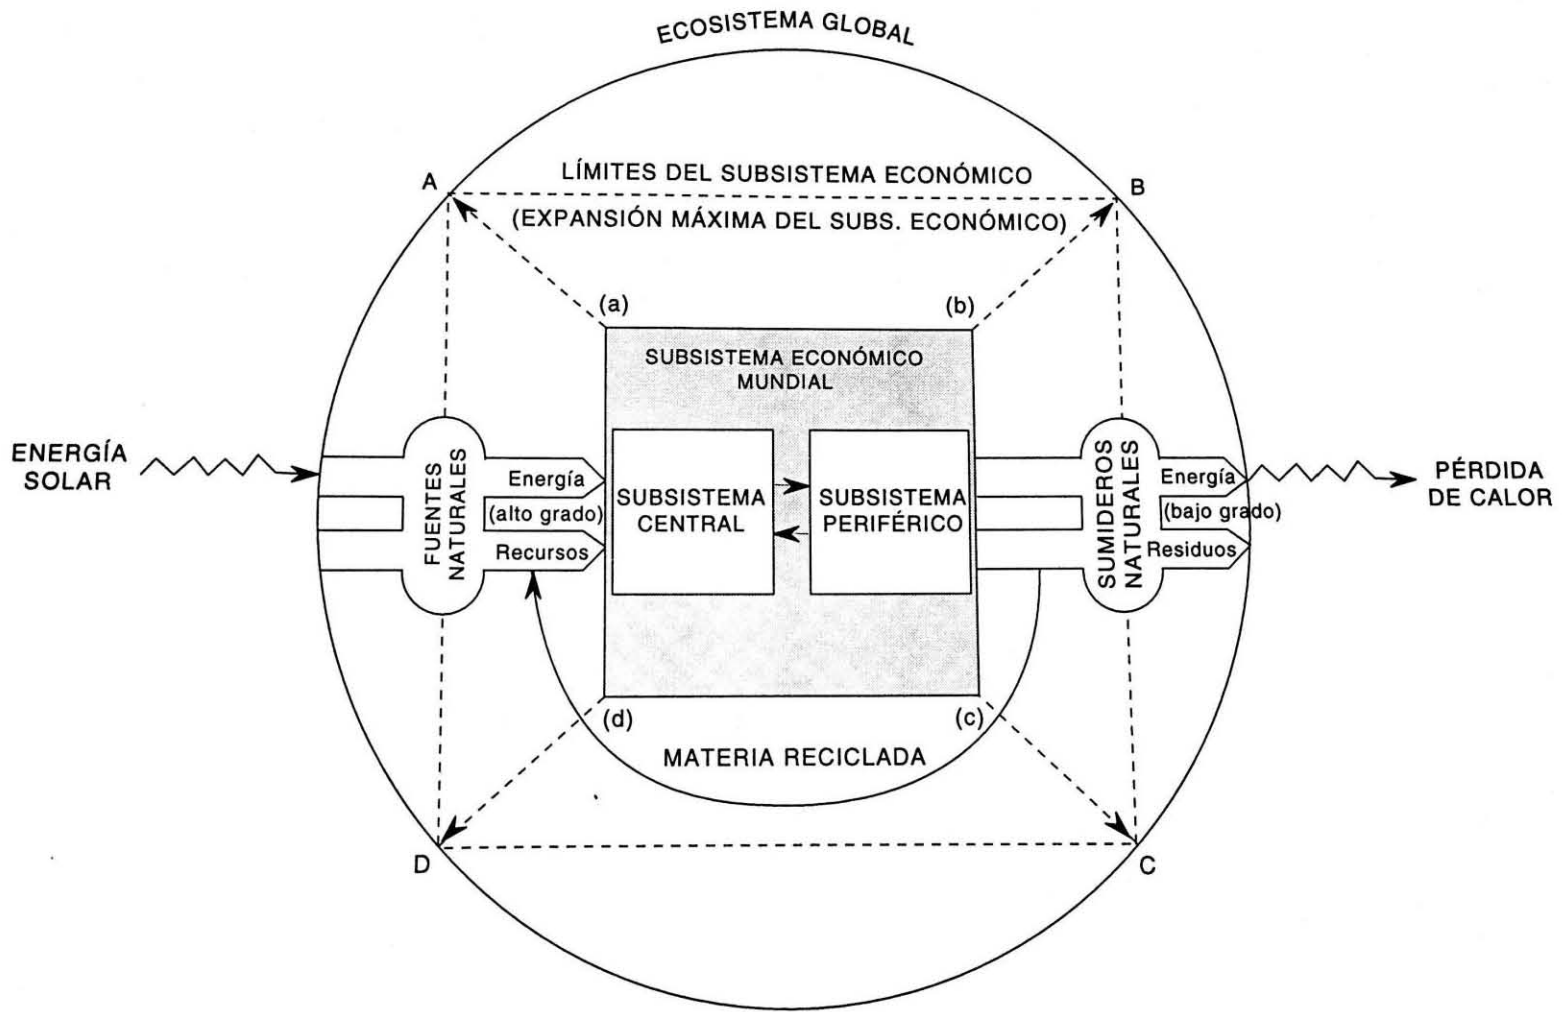 ECOSISTEMA GLOBAL
LÍMITES DEL SUBSISTEMA ECONÓMICO
A
B
(EXPANSIÓN MÁXIMA DEL SUBS. ECONÓMICO)
(a)
(b)
SUBSISTEMA ECONÓMICO
MUNDIAL
ENERGÍA
SOLAR
FUENTES
NATURALES
Energía
(alto grado)
Recursos
SUBSISTEMA
CENTRAL
SUBSISTEMA
PERIFÉRICO
SUMIDEROS
NATURALES
Energía
(bajo grado)
Residuos
PÉRDIDA
DE CALOR
(d)
(c)
MATERIA RECICLADA
D
C